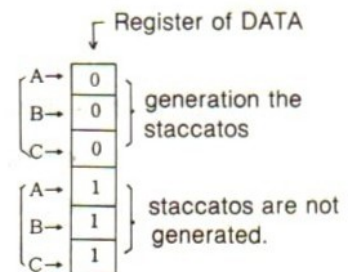 Register of DATA
A→ 0
B→ 0
C→ 0
generation the
staccatos
A→ 1
B→ 1
C→ 1
staccatos are not
generated.